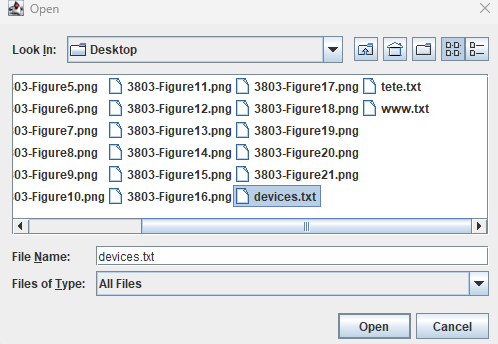 Open
Look In: Desktop
03-Figure5.png 3803-Figure11.png 3803-Figure17.png tete.txt
03-Figure6.png 3803-Figure12.png 3803-Figure18.png www.txt
03-Figure7.png 3803-Figure13.png 3803-Figure19.png
03-Figure8.png 3803-Figure14.png 3803-Figure20.png
03-Figure9.png 3803-Figure15.png 3803-Figure21.png
03-Figure10.png 3803-Figure16.png devices.txt
File Name: devices.txt
Files of Type: All Files
Open Cancel